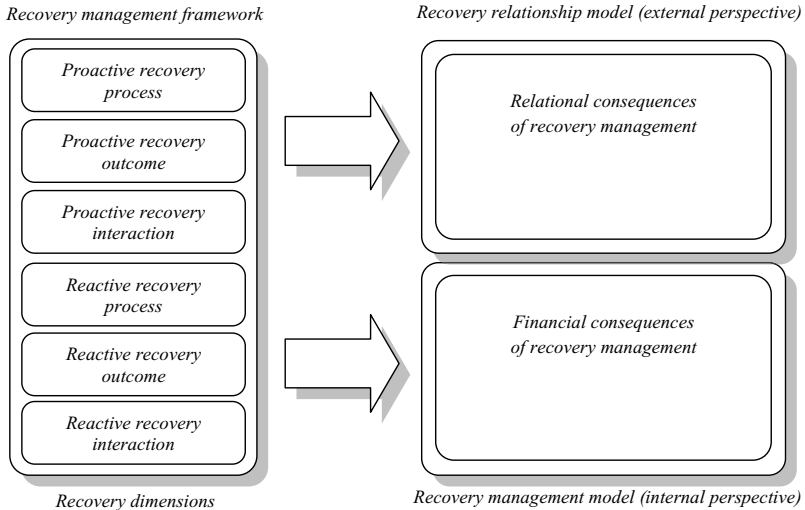 Recovery management framework
Proactive recovery
process
Proactive recovery
outcome
Proactive recovery
interaction
Reactive recovery
process
Reactive recovery
outcome
Reactive recovery
interaction
Recovery dimensions
Recovery relationship model (external perspective)
Relational consequences
of recovery management
Financial consequences
of recovery management
Recovery management model (internal perspective)